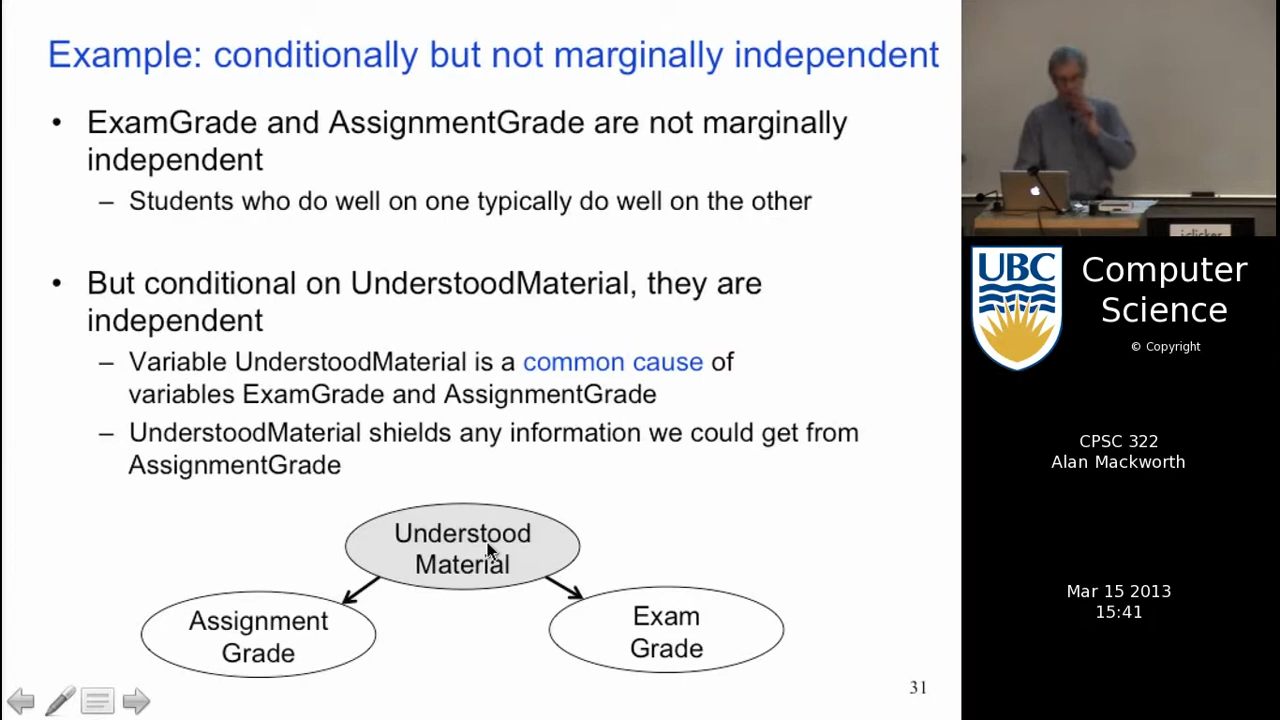 Example: conditionally but not marginally independent
• ExamGrade and AssignmentGrade are not marginally
independent
– Students who do well on one typically do well on the other
• But conditional on UnderstoodMaterial, they are
independent
– Variable UnderstoodMaterial is a common cause of
variables ExamGrade and AssignmentGrade
– UnderstoodMaterial shields any information we could get from
AssignmentGrade
Understood
Material
Assignment
Grade
Exam
Grade
31
i clicker
UBC
Computer
Science
© Copyright
CPSC 322
Alan Mackworth
Mar 15 2013
15:41